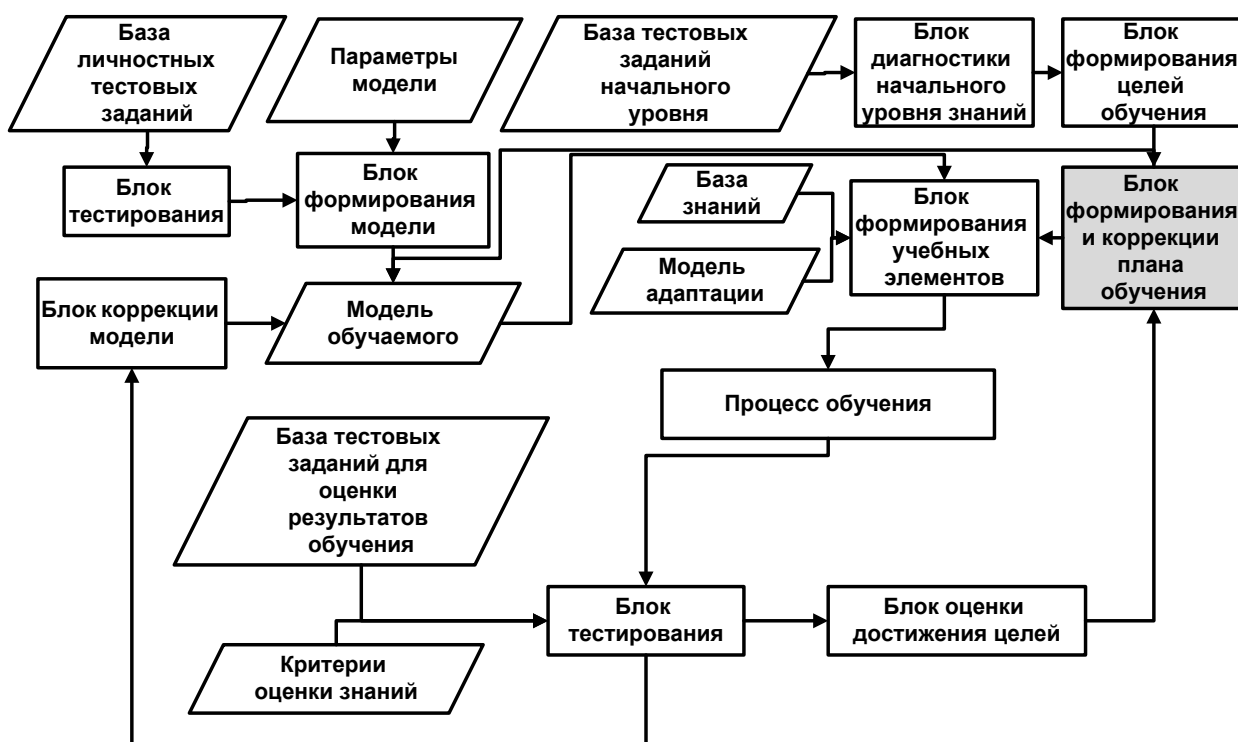 База
личностных
тестовых
заданий
Параметры
модели
База тестовых
заданий
начального
уровня
Блок
диагностики
начального
уровня знаний
Блок
формирования
целей
обучения
Блок
тестирования
Блок
формирования
модели
База
знаний
Блок
формирования
учебных
элементов
Блок
формирования
и коррекции
плана
обучения
Модель
адаптации
Блок коррекции
модели
Модель
обучаемого
Процесс обучения
База тестовых
заданий для
оценки
результатов
обучения
Блок
тестирования
Блок оценки
достижения целей
Критерии
оценки знаний